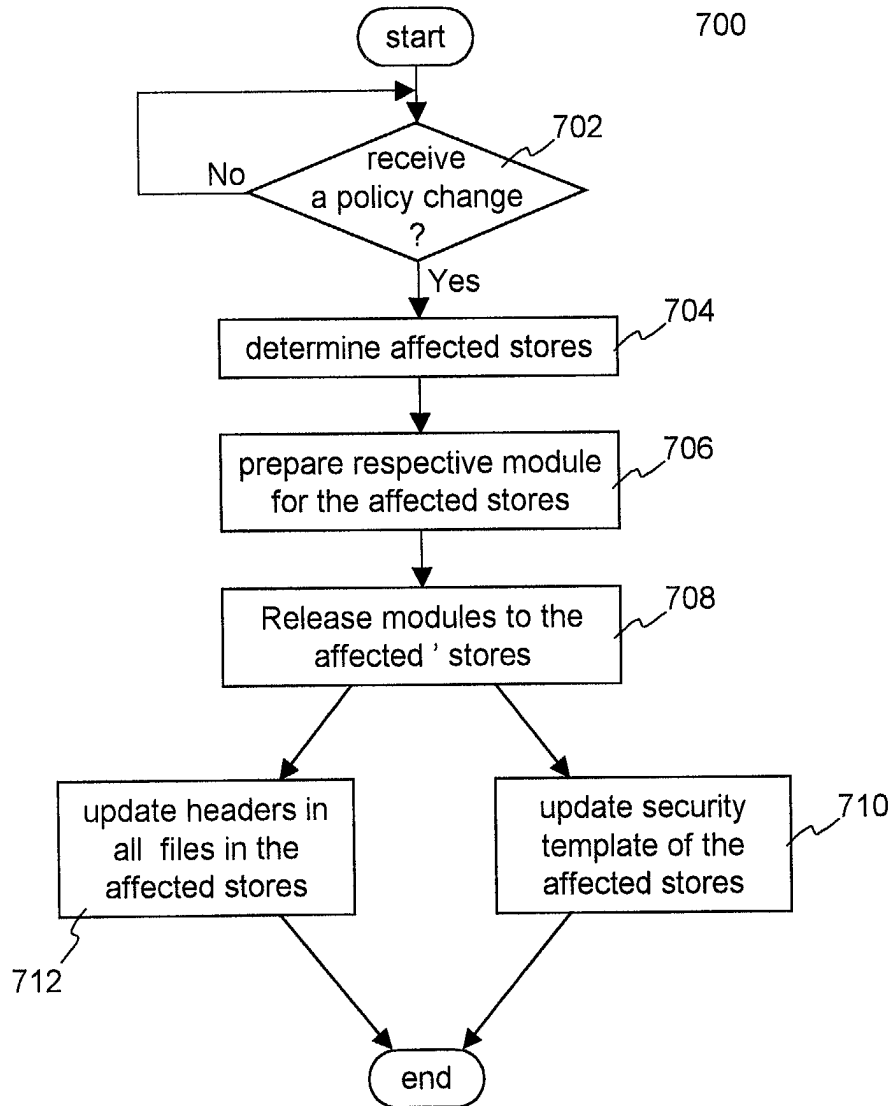 start
700
702
receive
a policy change
?
No
Yes
704
determine affected stores
706
prepare respective module
for the affected stores
708
Release modules to the
affected ' stores
update headers in
all files in the
affected stores
712
update security
template of the
affected stores
710
end